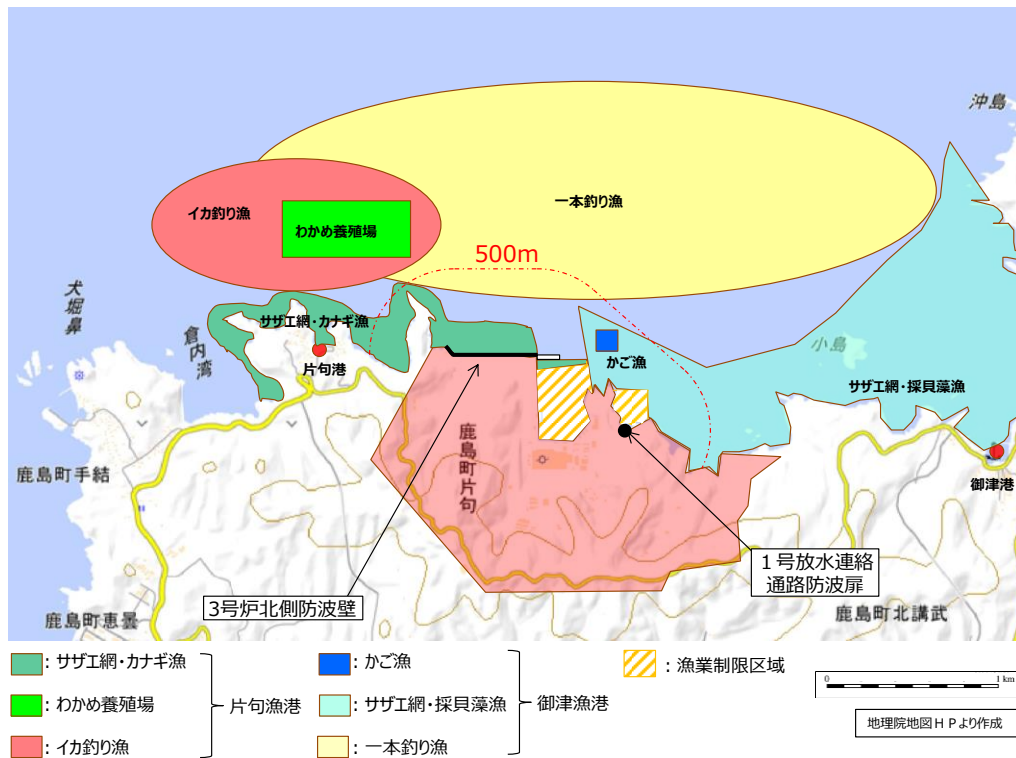 沖島
一本釣り漁
イカ釣り漁
わかめ養殖場
500m
犬堀鼻
倉内湾
サザエ網・カナギ漁
片句港
かご漁
小島
サザエ網・採貝藻漁
鹿島町片句
鹿島町手結
御津港
1号放水連絡
通路防波扉
3号炉北側防波壁
鹿島町恵曇
鹿島町北講武
: サザエ網・カナギ漁
: わかめ養殖場
: イカ釣り漁
片句漁港
: かご漁
: サザエ網・採貝藻漁
: 一本釣り漁
御津漁港
: 漁業制限区域
0 1 km
地理院地図HPより作成